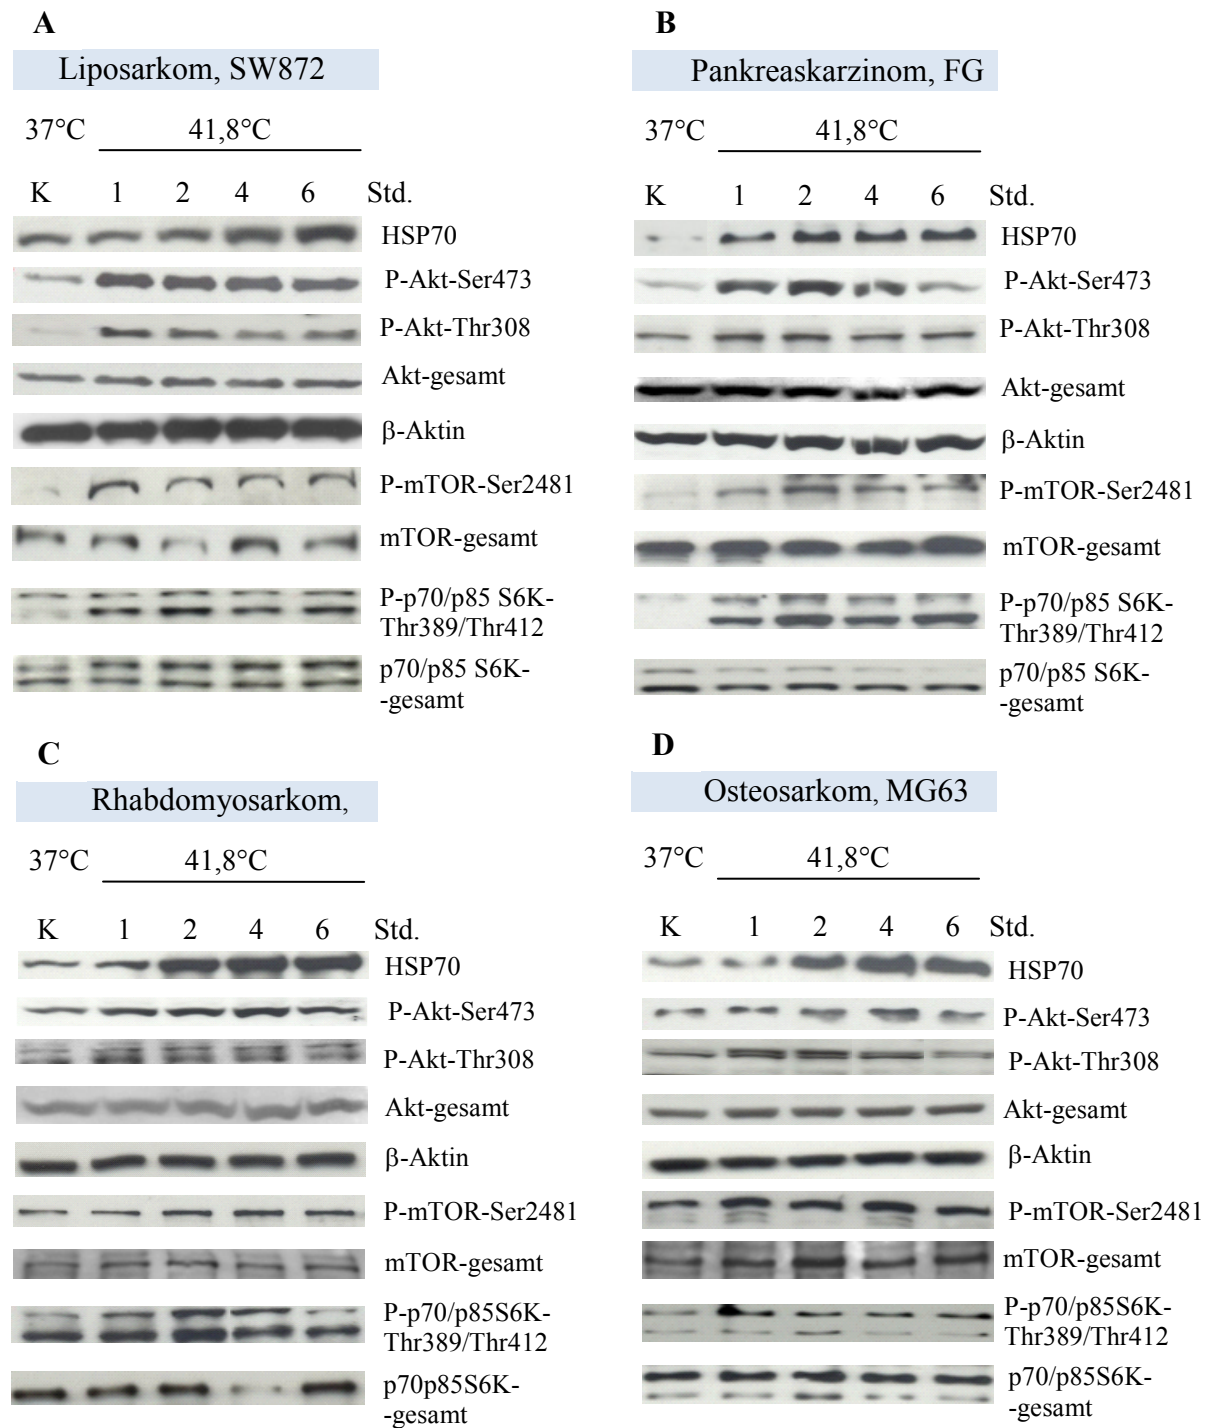 A
Liposarkom, SW872
37°C 41,8°C
K 1 2 4 6 Std.
HSP70
P-Akt-Ser473
P-Akt-Thr308
Akt-gesamt
β-Aktin
P-mTOR-Ser2481
mTOR-gesamt
P-p70/p85 S6K-
Thr389/Thr412
p70/p85 S6K-
-gesamt
B
Pankreaskarzinom, FG
37°C 41,8°C
K 1 2 4 6 Std.
HSP70
P-Akt-Ser473
P-Akt-Thr308
Akt-gesamt
β-Aktin
P-mTOR-Ser2481
mTOR-gesamt
P-p70/p85 S6K-
Thr389/Thr412
p70/p85 S6K-
-gesamt
C
Rhabdomyosarkom,
37°C 41,8°C
K 1 2 4 6 Std.
HSP70
P-Akt-Ser473
P-Akt-Thr308
Akt-gesamt
β-Aktin
P-mTOR-Ser2481
mTOR-gesamt
P-p70/p85S6K-
Thr389/Thr412
p70p85S6K-
-gesamt
D
Osteosarkom, MG63
37°C 41,8°C
K 1 2 4 6 Std.
HSP70
P-Akt-Ser473
P-Akt-Thr308
Akt-gesamt
β-Aktin
P-mTOR-Ser2481
mTOR-gesamt
P-p70/p85S6K-
Thr389/Thr412
p70/p85S6K-
-gesamt